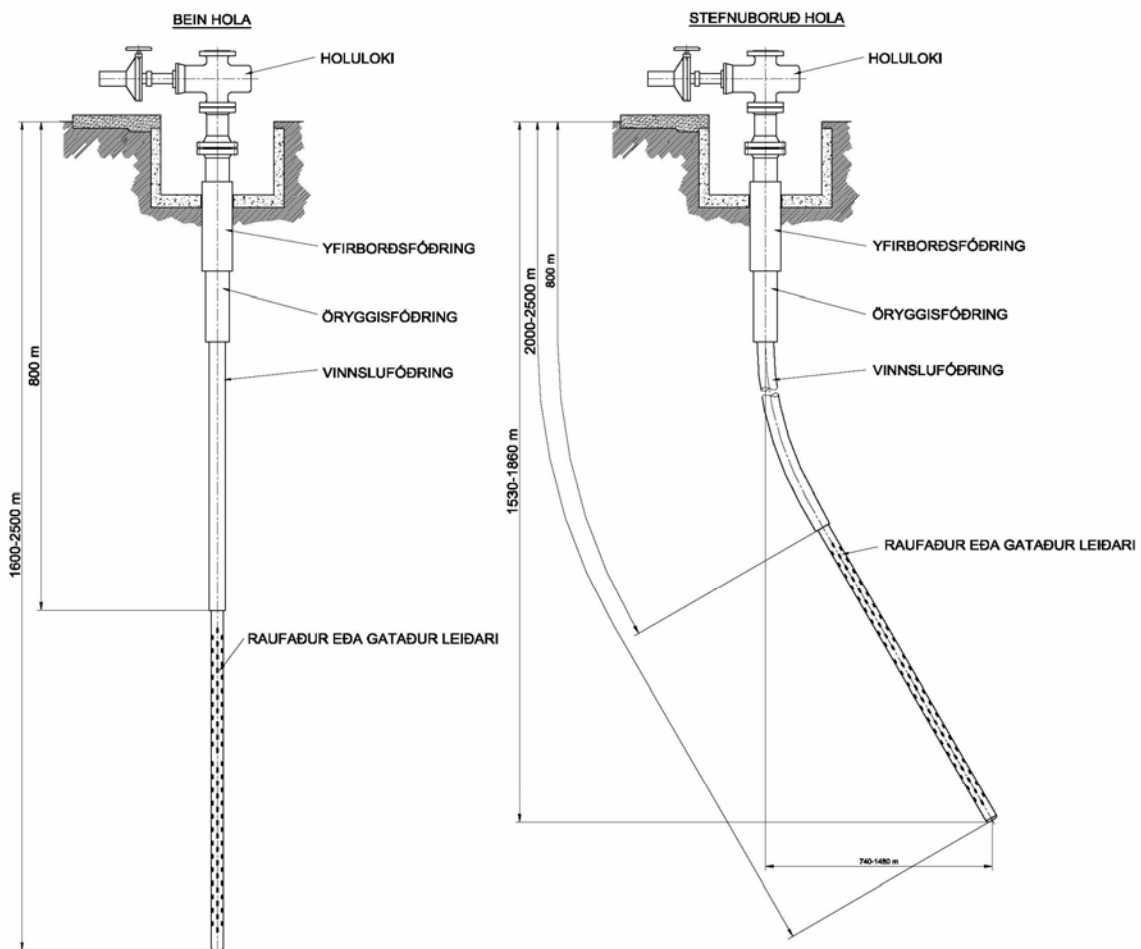 BEIN HOLA
HOLULOKI
YFIRBORÐSFÓÐRING
ÖRYGGISFÓÐRING
VINNSLUFÓÐRING
800 m
1600-2500 m
RAUFAÐUR EÐA GATAÐUR LEIÐARI
STEFNUBORUÐ HOLA
HOLULOKI
YFIRBORÐSFÓÐRING
ÖRYGGISFÓÐRING
VINNSLUFÓÐRING
800 m
2000-2500 m
1530-1860 m
RAUFAÐUR EÐA GATAÐUR LEIÐARI
740-1480 m